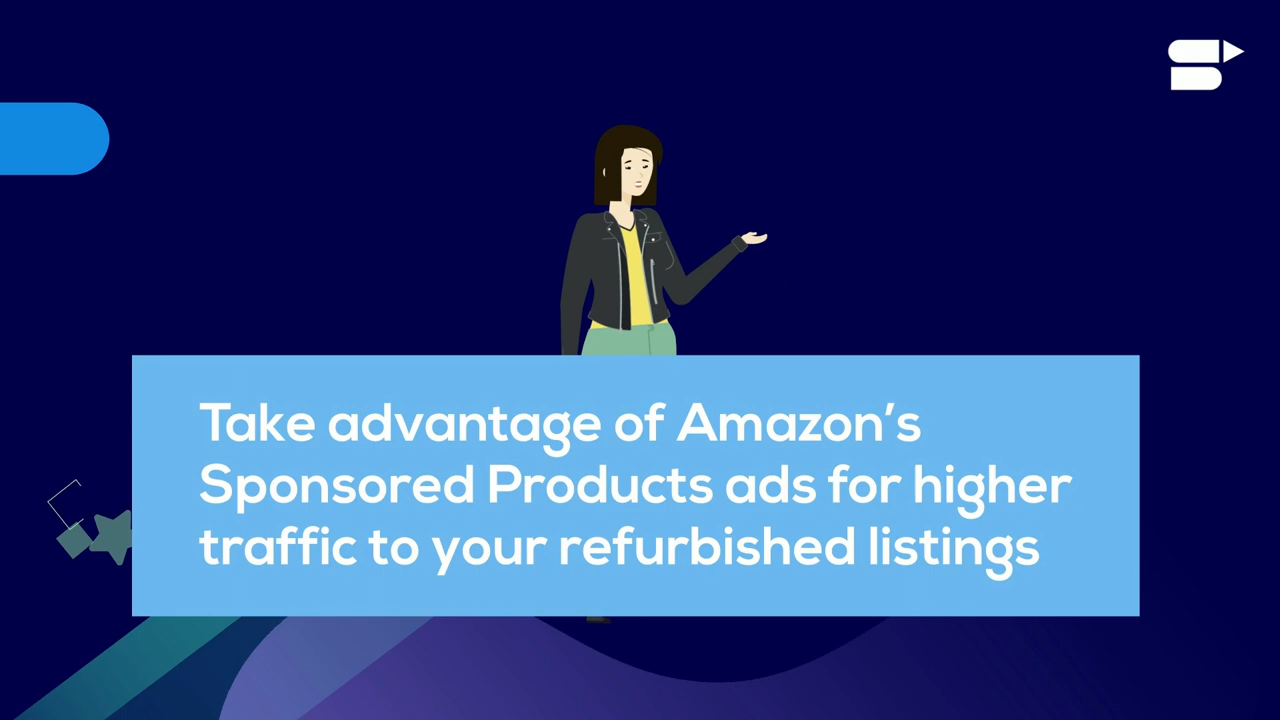 Take advantage of Amazon’s
Sponsored Products ads for higher
traffic to your refurbished listings